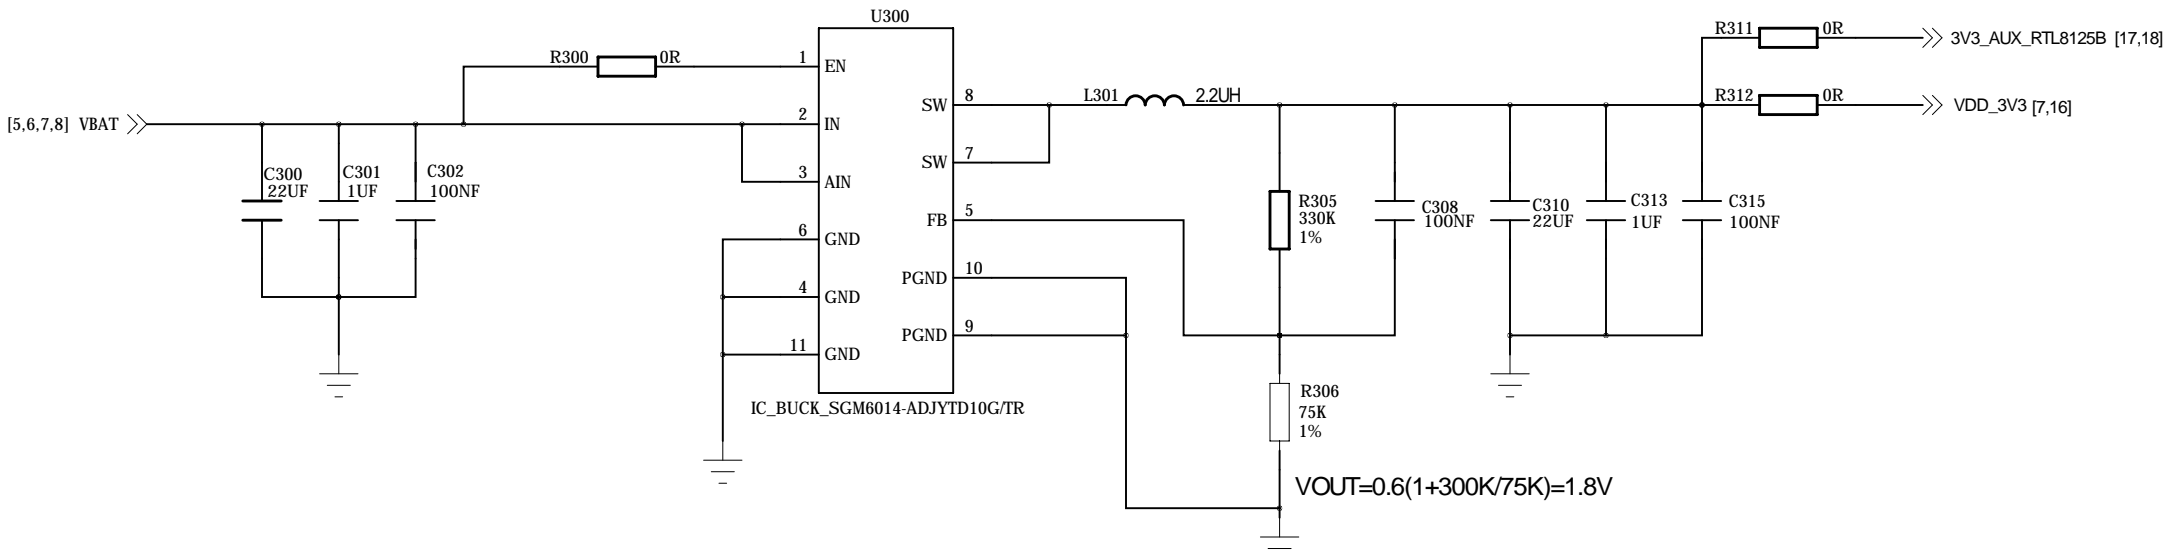 U300
R300 0R
1 EN
[5,6,7,8] VBAT
2 IN
3 AIN
6 GND
4 GND
11 GND
SW 8
SW 7
FB 5
PGND 10
PGND 9
IC_BUCK_SGM6014-ADJYTD10G/TR
C300
22UF
C301
1UF
C302
100NF
L301 2.2UH
R305
330K
1%
C308
100NF
C310
22UF
C313
1UF
C315
100NF
R306
75K
1%
R311 0R
3V3_AUX_RTL8125B [17,18]
R312 0R
VDD_3V3 [7,16]
VOUT=0.6(1+300K/75K)=1.8V